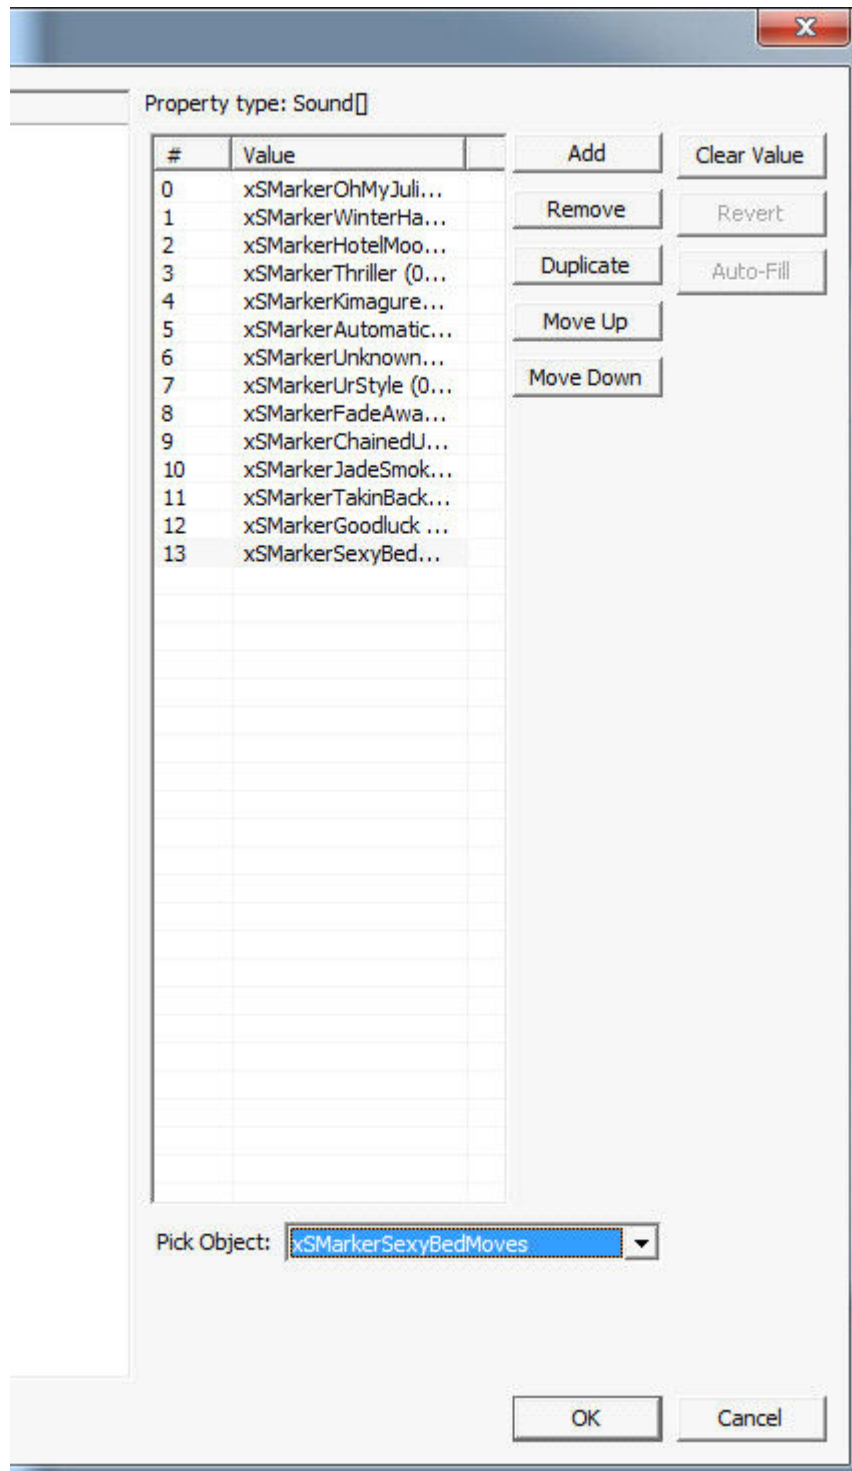 X
Property type: Sound[]
# Value
0 xSMarkerOhMyJuli...
1 xSMarkerWinterHa...
2 xSMarkerHotelMoo...
3 xSMarkerThriller (0...
4 xSMarkerKimagure...
5 xSMarkerAutomatic...
6 xSMarkerUnknown...
7 xSMarkerUrStyle (0...
8 xSMarkerFadeAwa...
9 xSMarkerChainedU...
10 xSMarkerJadeSmok...
11 xSMarkerTakinBack...
12 xSMarkerGoodluck ...
13 xSMarkerSexyBed...
Add
Remove
Duplicate
Move Up
Move Down
Clear Value
Revert
Auto-Fill
Pick Object: xSMarkerSexyBedMoves
OK Cancel